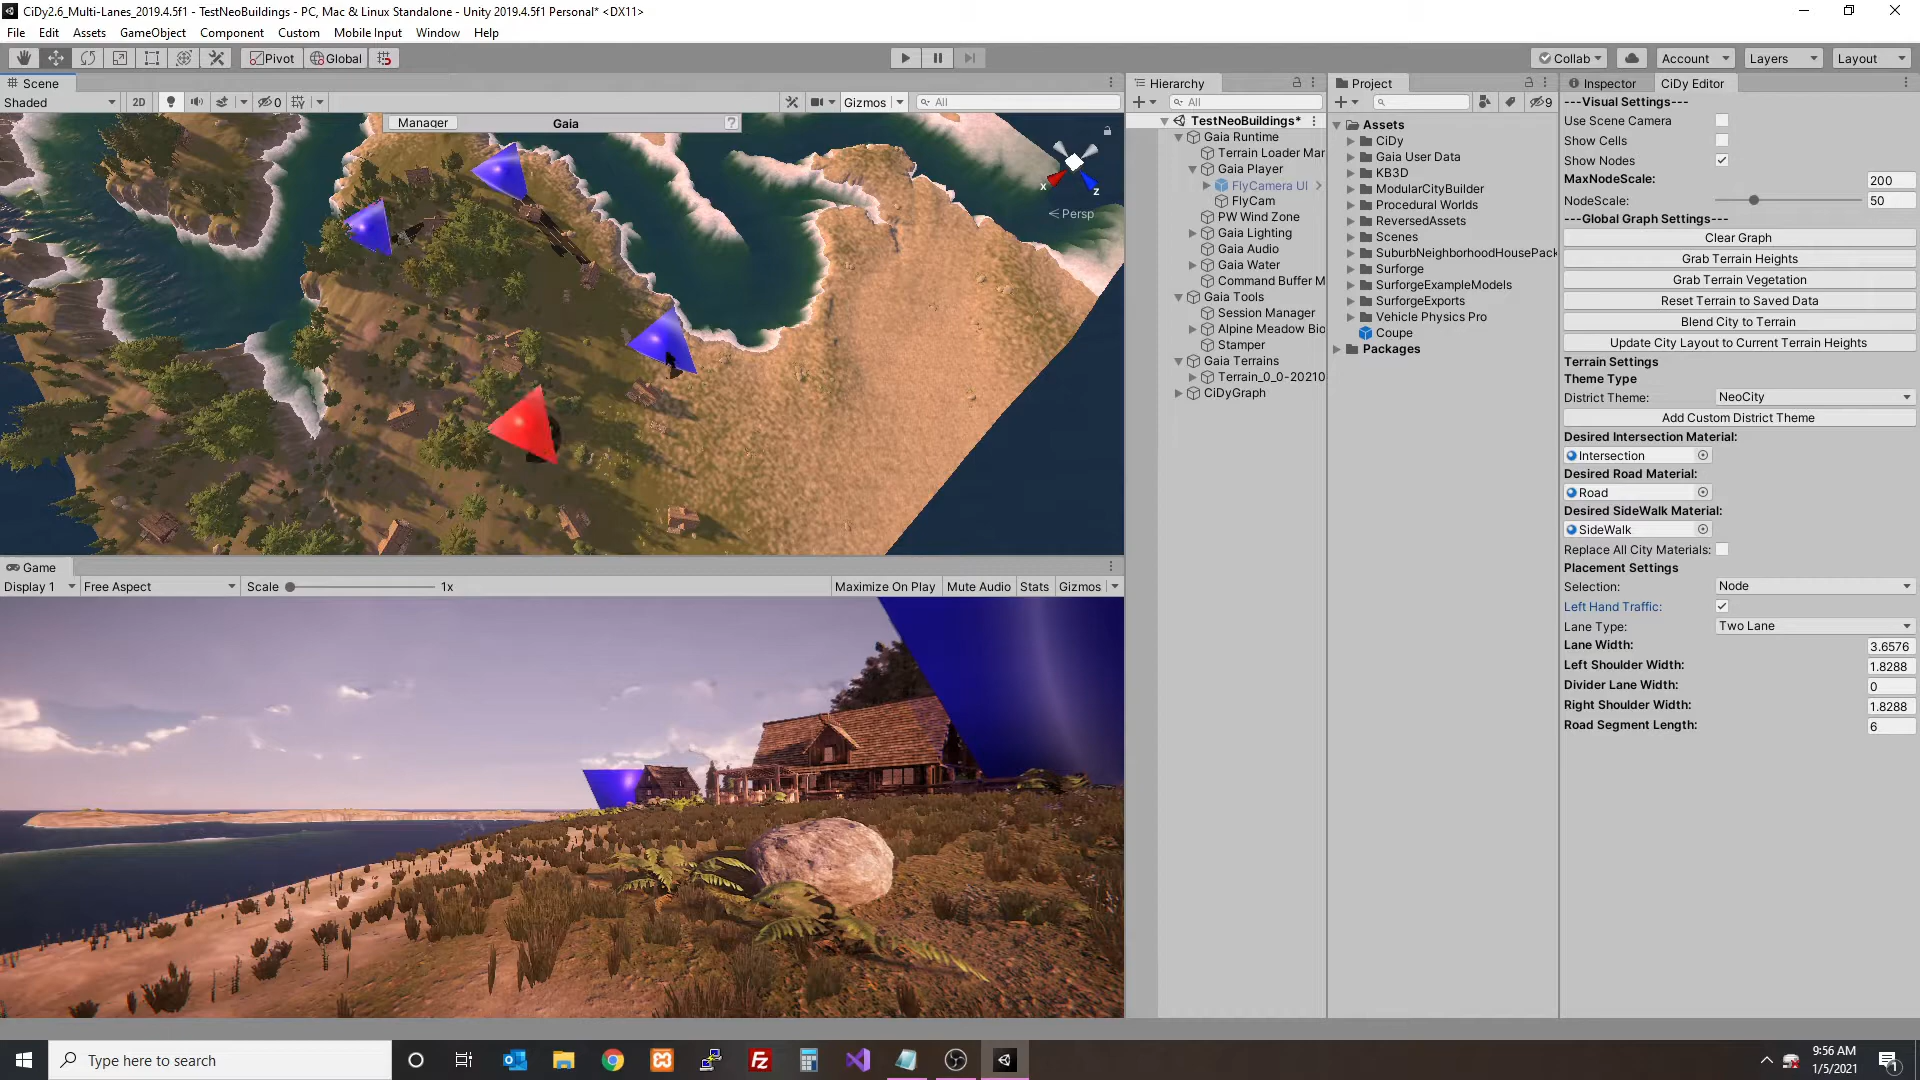 CiDy2.6_Multi-Lanes_2019.4.5f1 - TestNeoBuildings - PC, Mac & Linux Standalone - Unity 2019.4.5f1 Personal* <DX11>
File Edit Assets GameObject Component Custom Mobile Input Window Help
Pivot Global Collab Account Layers Layout
Scene
Shaded 2D 0 Gizmos All
Manager Gaia ?
x z
Persp
Game
Display 1 Free Aspect Scale 1x Maximize On Play Mute Audio Stats Gizmos
Hierarchy
All
TestNeoBuildings*
Gaia Runtime
Terrain Loader Mar
Gaia Player
FlyCamera UI
FlyCam
PW Wind Zone
Gaia Lighting
Gaia Audio
Gaia Water
Command Buffer M
Gaia Tools
Session Manager
Alpine Meadow Bio
Stamper
Gaia Terrains
Terrain_0_0-20210
CiDyGraph
Project
9
Assets
CiDy
Gaia User Data
KB3D
ModularCityBuilder
Procedural Worlds
ReversedAssets
Scenes
SuburbNeighborhoodHousePack
Surforge
SurforgeExampleModels
SurforgeExports
Vehicle Physics Pro
Coupe
Packages
Inspector CiDy Editor
---Visual Settings---
Use Scene Camera
Show Cells
Show Nodes
MaxNodeScale: 200
NodeScale: 50
---Global Graph Settings---
Clear Graph
Grab Terrain Heights
Grab Terrain Vegetation
Reset Terrain to Saved Data
Blend City to Terrain
Update City Layout to Current Terrain Heights
Terrain Settings
Theme Type
District Theme: NeoCity
Add Custom District Theme
Desired Intersection Material:
Intersection
Desired Road Material:
Road
Desired SideWalk Material:
SideWalk
Replace All City Materials:
Placement Settings
Selection: Node
Left Hand Traffic:
Lane Type: Two Lane
Lane Width: 3.6576
Left Shoulder Width: 1.8288
Divider Lane Width: 0
Right Shoulder Width: 1.8288
Road Segment Length: 6
Type here to search
9:56 AM
1/5/2021
1